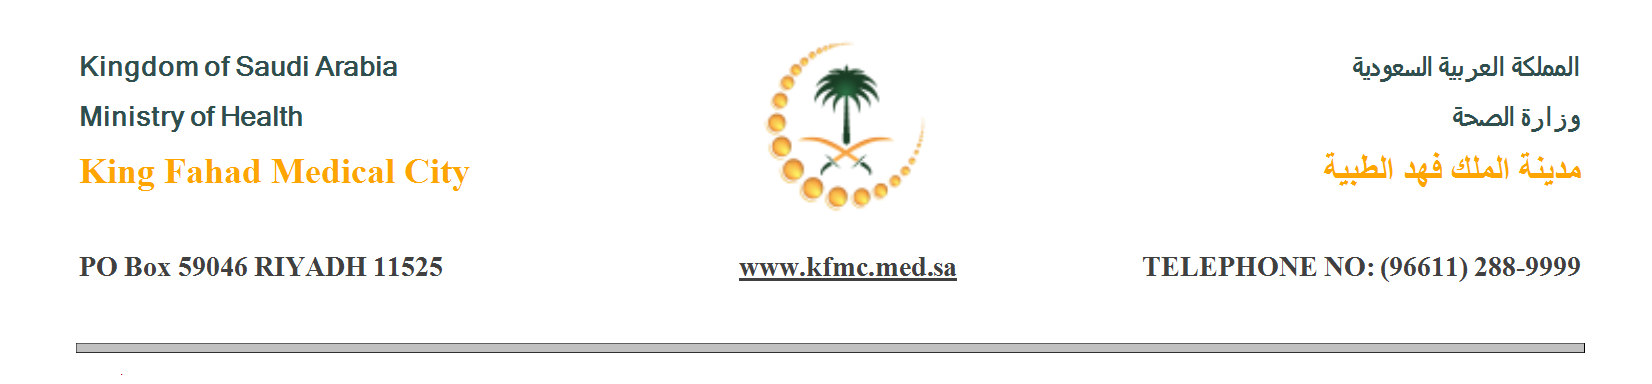 Kingdom of Saudi Arabia
المملكة العربية السعودية
Ministry of Health
وزارة الصحة
King Fahad Medical City
مدينة الملك فهد الطبية
PO Box 59046 RIYADH 11525
www.kfmc.med.sa
TELEPHONE NO: (96611) 288-9999